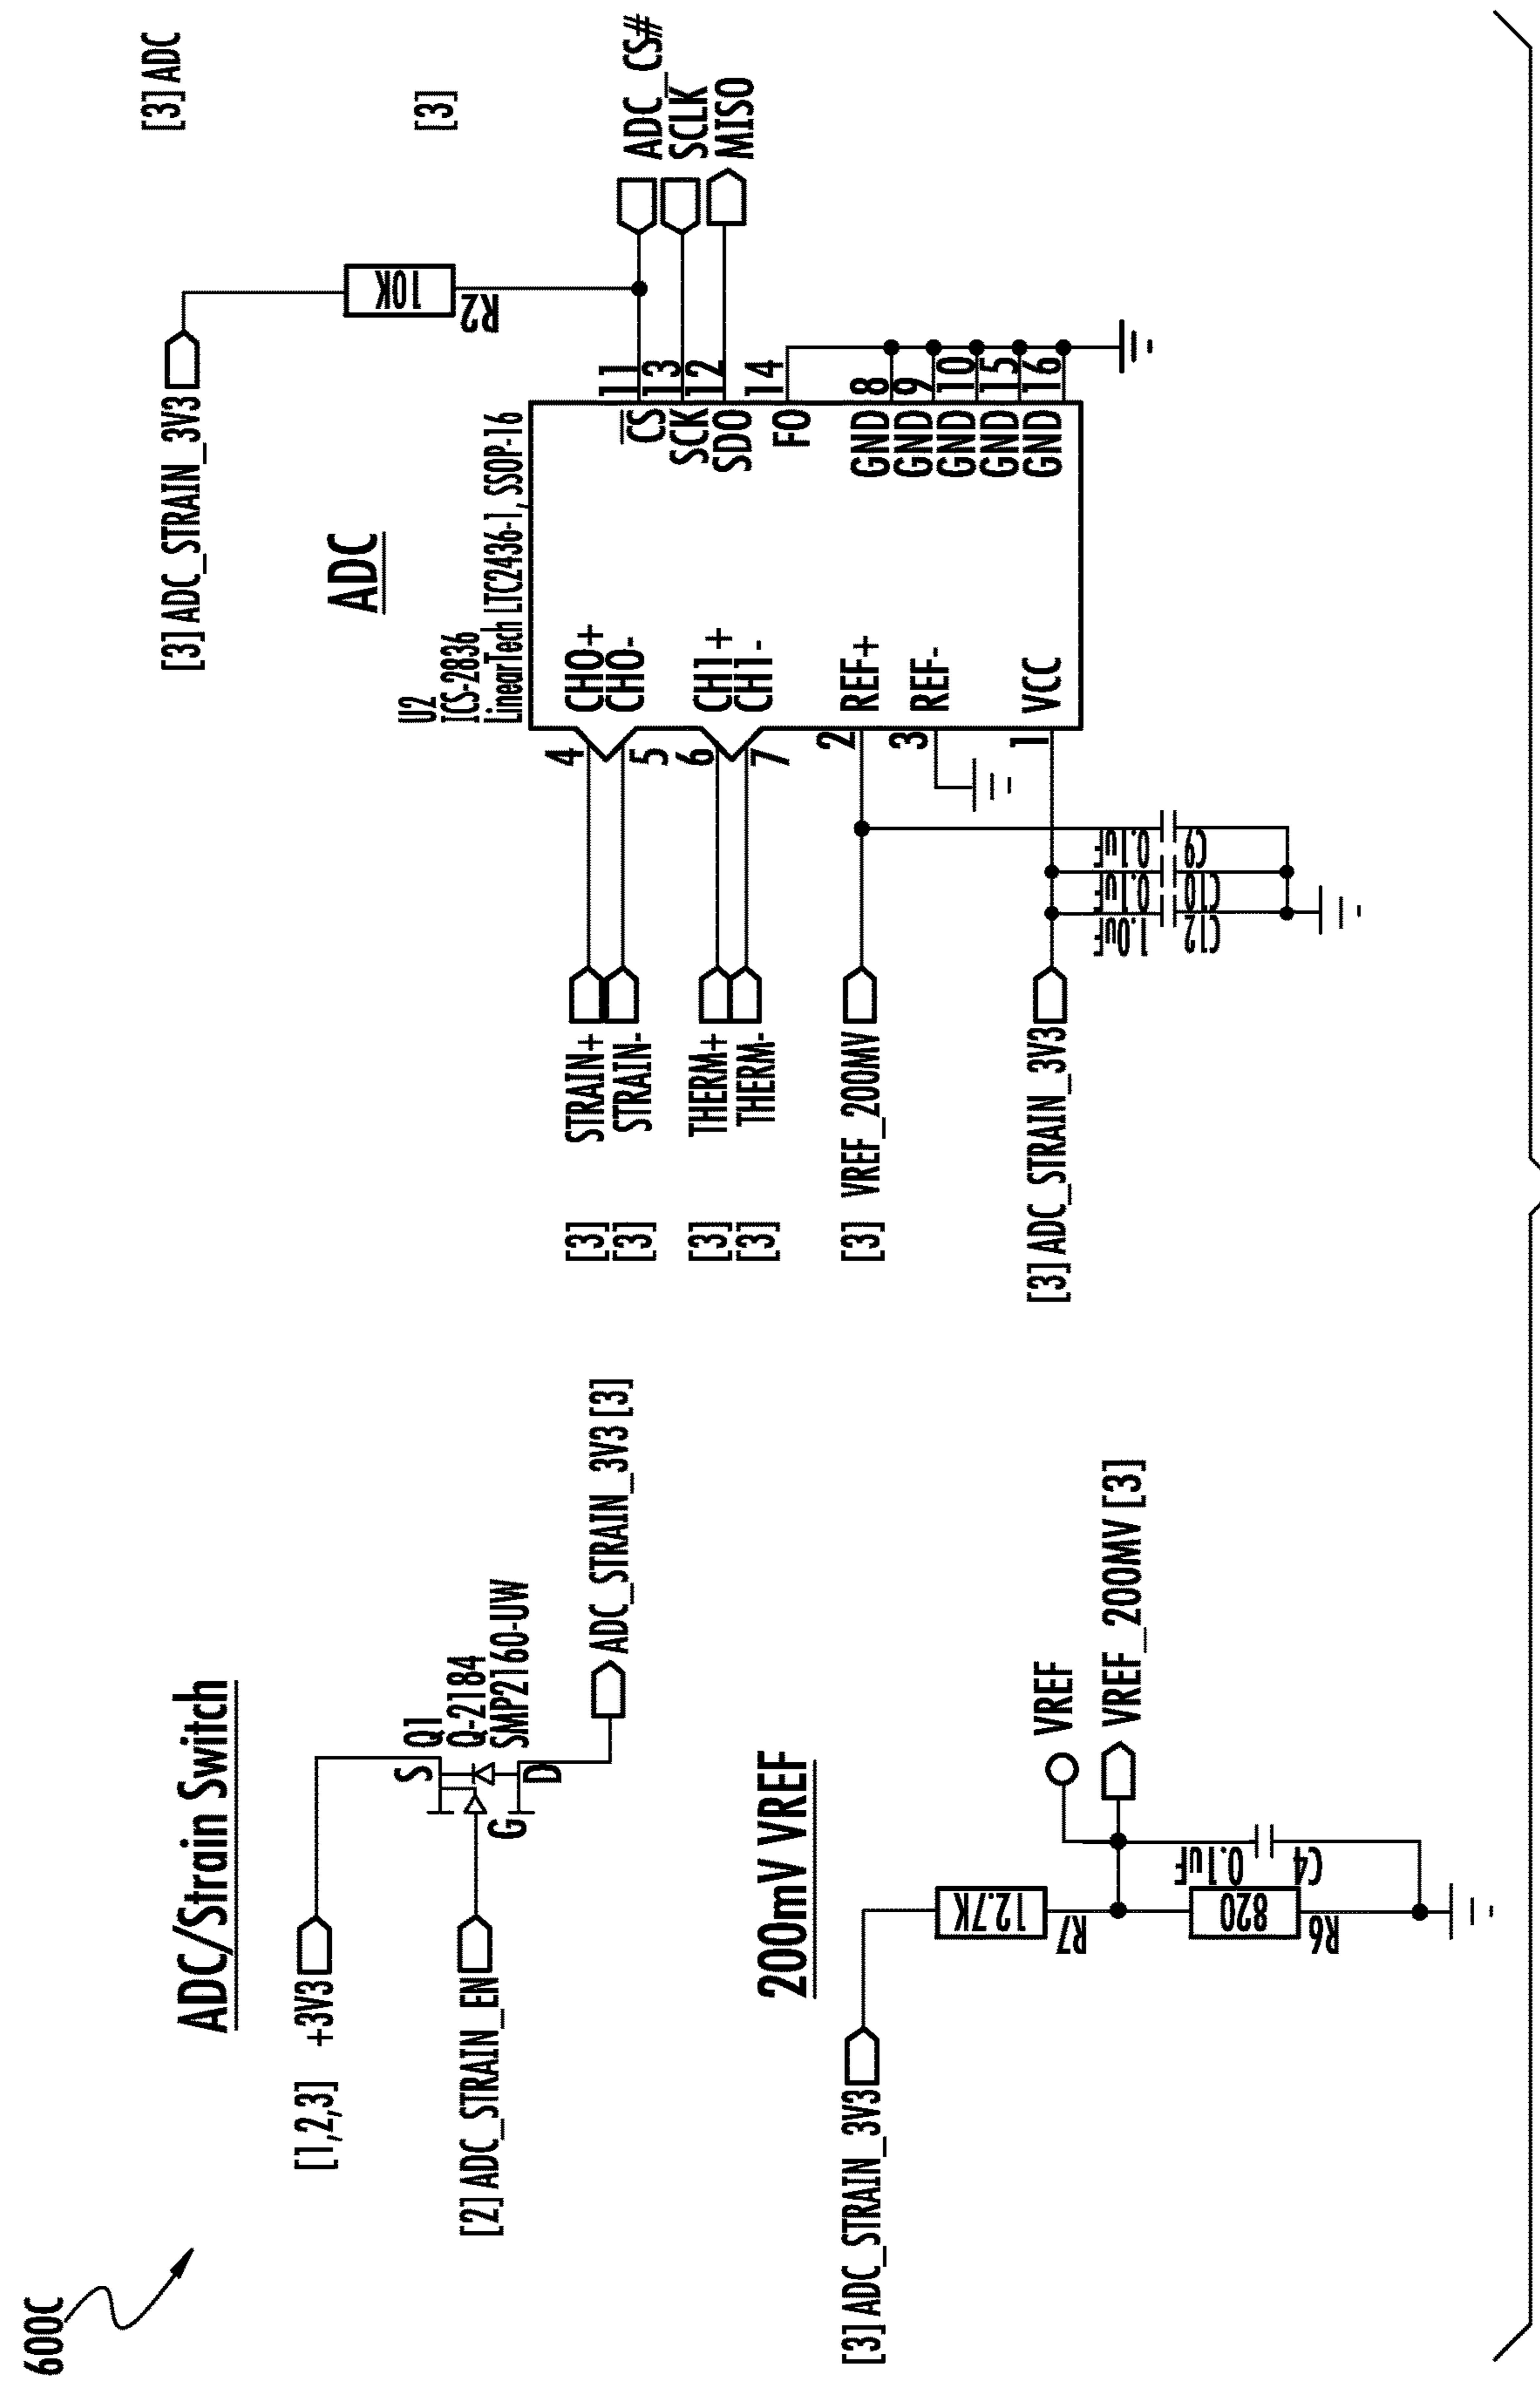 600C
ADC/Strain Switch
[1,2,3] +3V3
[2] ADC_STRAIN_EN
S
G
D
Q1
Q-2184
SMP2160-UW
ADC_STRAIN_3V3 [3]
200mV VREF
[3] ADC_STRAIN_3V3
12.7K
R7
820
R6
0.1uF
C4
VREF
VREF_200MV [3]
[3] ADC
[3]
[3] ADC_STRAIN_3V3
10K
R2
ADC
U2
ICS-2836
LinearTech LTC2436-1, SSOP-16
[3] STRAIN+
[3] STRAIN-
[3] THERM+
[3] THERM-
[3] VREF_200MV
[3] ADC_STRAIN_3V3
4 CH0+
5 CH0-
6 CH1+
7 CH1-
2 REF+
3 REF-
1 VCC
CS 11 ADC_CS#
SCK 13 SCLK
SDO 12 MISO
FO 14
GND 8
GND 9
GND 10
GND 15
GND 16
0.1uF C9
0.1uF C10
1.0uF C12